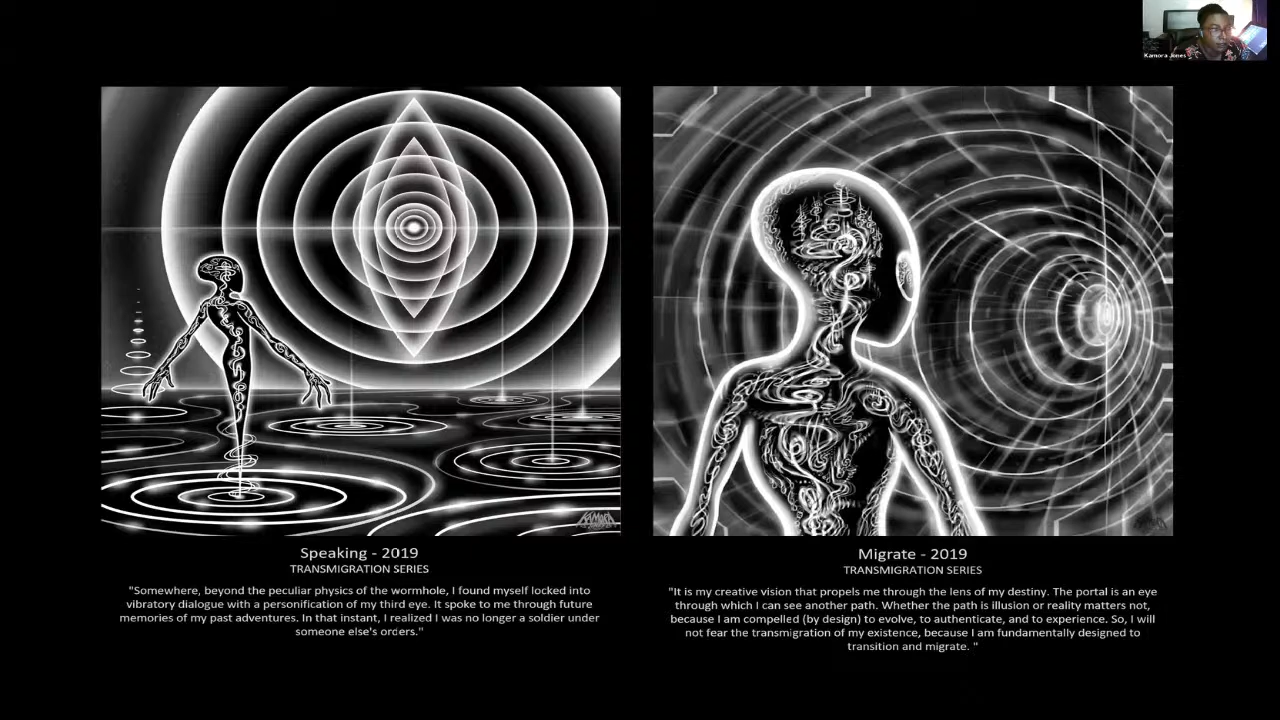 Kamora Jones
KAMORA
Speaking - 2019
TRANSMIGRATION SERIES
"Somewhere, beyond the peculiar physics of the wormhole, I found myself locked into
vibratory dialogue with a personification of my third eye. It spoke to me through future
memories of my past adventures. In that instant, I realized I was no longer a soldier under
someone else's orders."
Migrate - 2019
TRANSMIGRATION SERIES
"It is my creative vision that propels me through the lens of my destiny. The portal is an eye
through which I can see another path. Whether the path is illusion or reality matters not,
because I am compelled (by design) to evolve, to authenticate, and to experience. So, I will
not fear the transmigration of my existence, because I am fundamentally designed to
transition and migrate. "